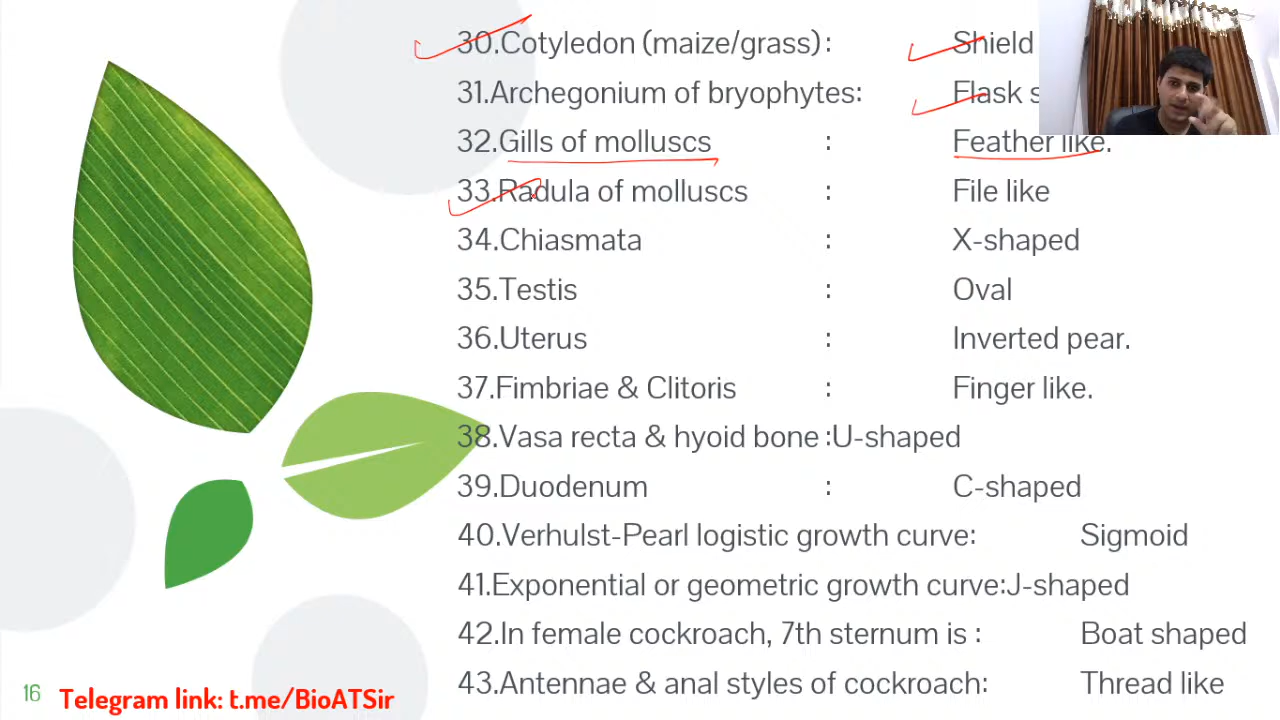 30.Cotyledon (maize/grass): Shield
31.Archegonium of bryophytes: Flask
32.Gills of molluscs : Feather like.
33.Radula of molluscs : File like
34.Chiasmata : X-shaped
35.Testis : Oval
36.Uterus : Inverted pear.
37.Fimbriae & Clitoris : Finger like.
38.Vasa recta & hyoid bone :U-shaped
39.Duodenum : C-shaped
40.Verhulst-Pearl logistic growth curve: Sigmoid
41.Exponential or geometric growth curve:J-shaped
42.In female cockroach, 7th sternum is : Boat shaped
43.Antennae & anal styles of cockroach: Thread like
16 Telegram link: t.me/BioATSir